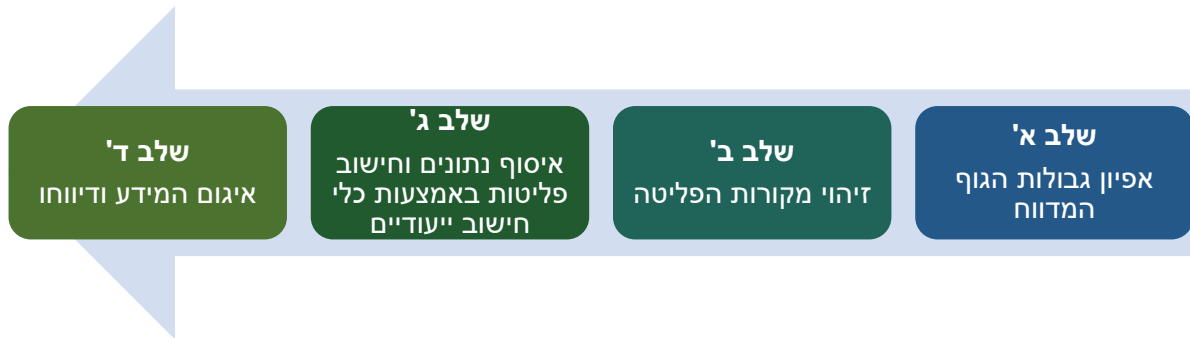 שלב א'
אפיון גבולות הגוף
המדווח
שלב ב'
זיהוי מקורות הפליטה
שלב ג'
איסוף נתונים וחישוב
פליטות באמצעות כלי
חישוב ייעודיים
שלב ד'
איגום המידע ודיווחו